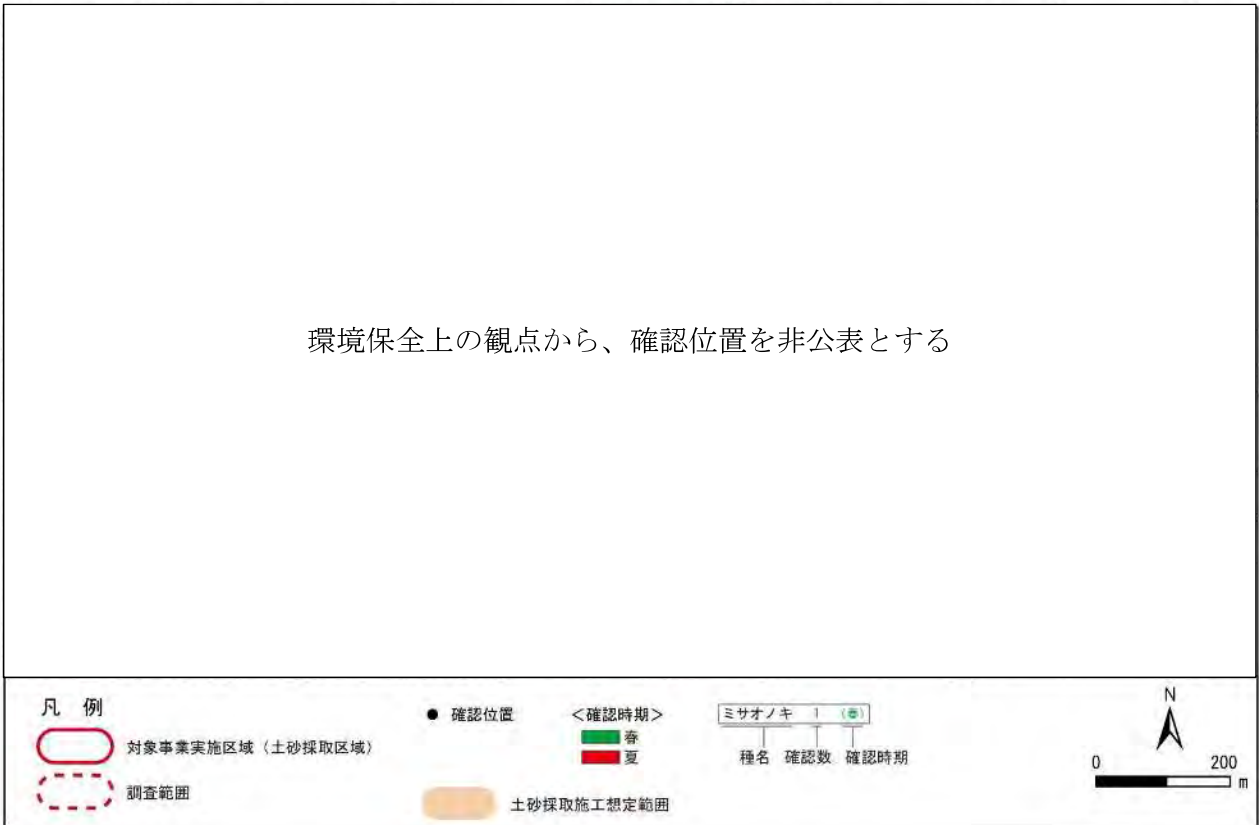 環境保全上の観点から、確認位置を非公表とする
凡 例
対象事業実施区域（土砂採取区域）
調査範囲
● 確認位置
＜確認時期＞
春
夏
土砂採取施工想定範囲
ミサオノキ 1 (春)
種名 確認数 確認時期
N
0 200
m